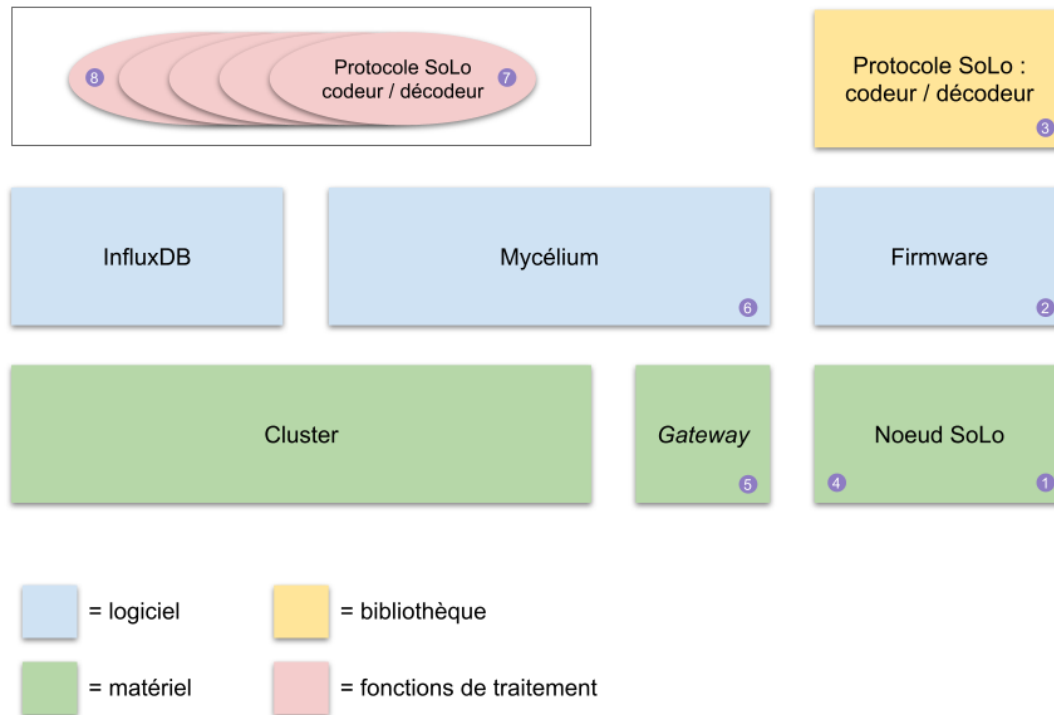 8
Protocole SoLo
codeur / décodeur
7
Protocole SoLo :
codeur / décodeur
3
InfluxDB
Mycélium
6
Firmware
2
Cluster
Gateway
5
Noeud SoLo
4
1
= logiciel
= bibliothèque
= matériel
= fonctions de traitement